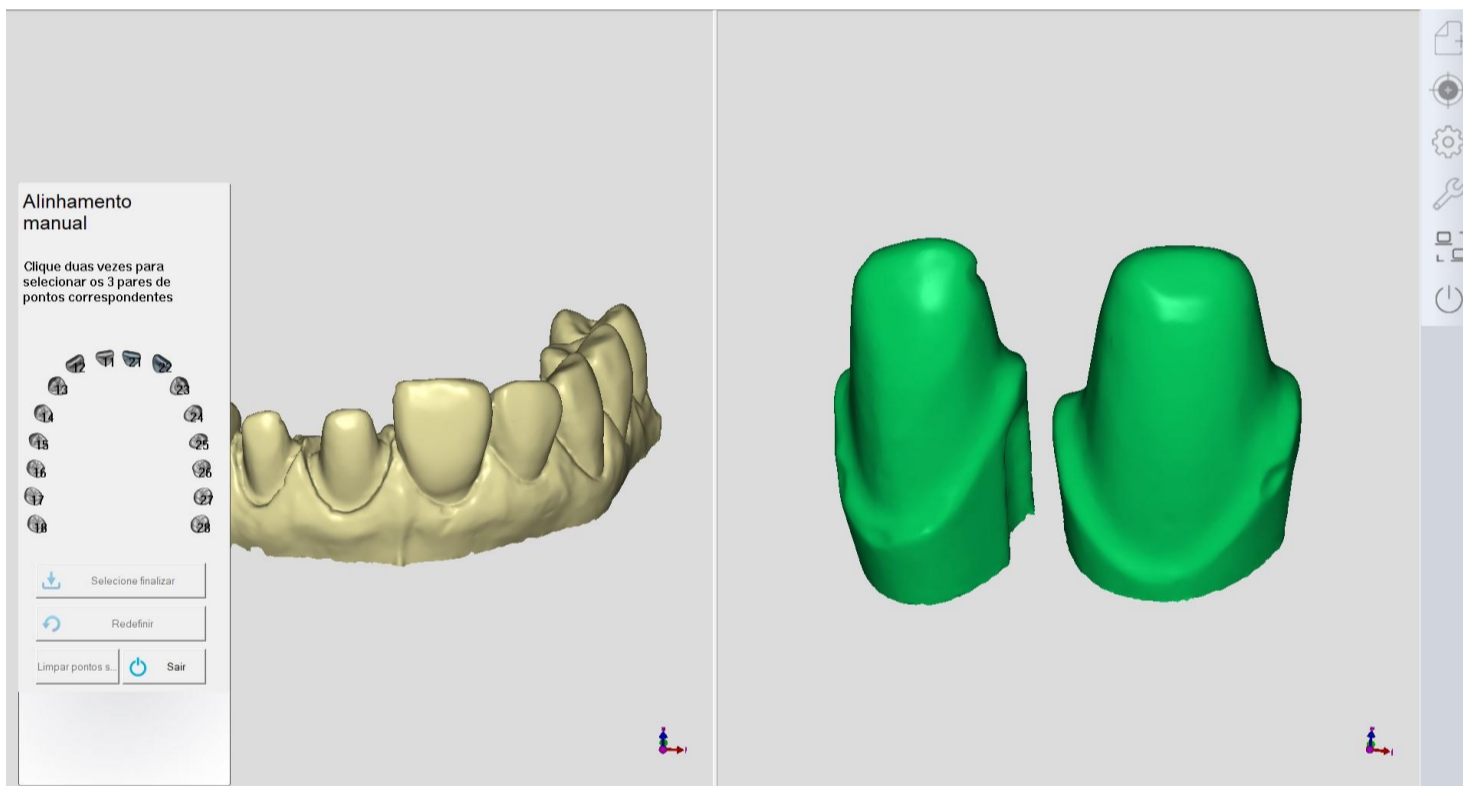 Alinhamento
manual
Clique duas vezes para
selecionar os 3 pares de
pontos correspondentes
12 11 21 22
13 23
14 24
15 25
16 26
17 27
18 28
Selecione finalizar
Redefinir
Limpar pontos s... Sair